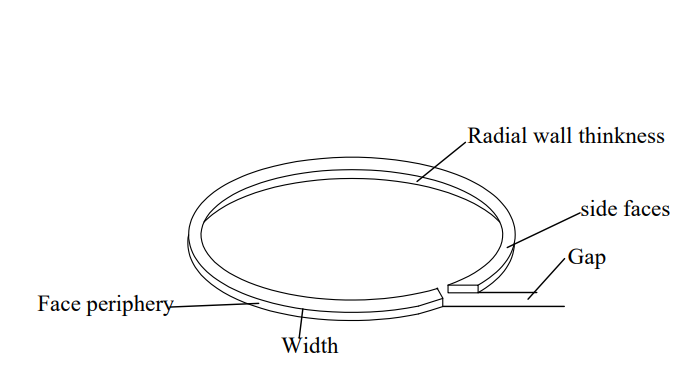 Radial wall thinkness
side faces
Gap
Face periphery
Width